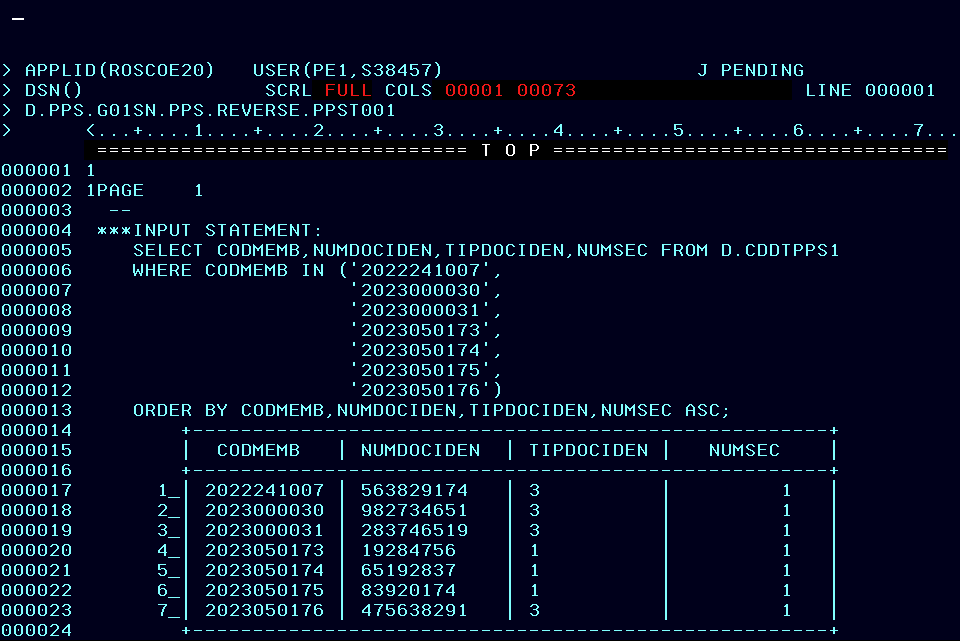 _
> APPLID(ROSCOE20)   USER(PE1,S38457)                     J PENDING
> DSN()               SCRL FULL COLS 00001 00073                   LINE 000001
> D.PPS.G01SN.PPS.REVERSE.PPST001
>      <...+....1....+....2....+....3....+....4....+....5....+....6....+....7...
        =============================== T O P =================================
000001 1
000002 1PAGE    1
000003   --
000004  ***INPUT STATEMENT:
000005     SELECT CODMEMB,NUMDOCIDEN,TIPDOCIDEN,NUMSEC FROM D.CDDTPPS1
000006     WHERE CODMEMB IN ('2022241007',
000007                       '2023000030',
000008                       '2023000031',
000009                       '2023050173',
000010                       '2023050174',
000011                       '2023050175',
000012                       '2023050176')
000013     ORDER BY CODMEMB,NUMDOCIDEN,TIPDOCIDEN,NUMSEC ASC;
000014         +-----------------------------------------------------+
000015         |  CODMEMB   | NUMDOCIDEN  | TIPDOCIDEN |   NUMSEC    |
000016         +-----------------------------------------------------+
000017       1_| 2022241007 | 563829174   | 3          |         1   |
000018       2_| 2023000030 | 982734651   | 3          |         1   |
000019       3_| 2023000031 | 283746519   | 3          |         1   |
000020       4_| 2023050173 | 19284756    | 1          |         1   |
000021       5_| 2023050174 | 65192837    | 1          |         1   |
000022       6_| 2023050175 | 83920174    | 1          |         1   |
000023       7_| 2023050176 | 475638291   | 3          |         1   |
000024         +-----------------------------------------------------+